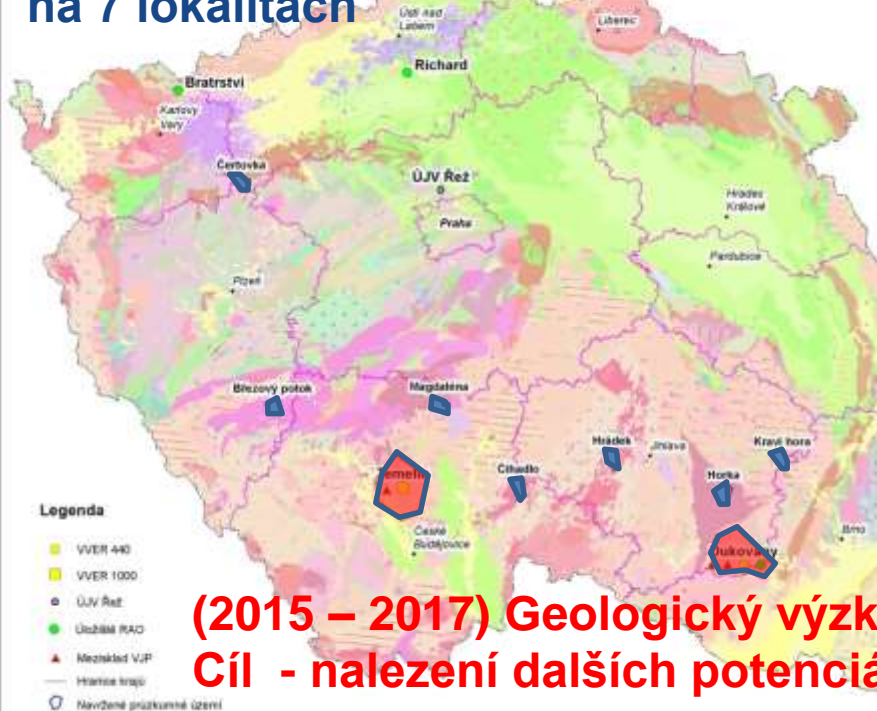 na 7 lokalitách
Ústí nad
Labem
Liberec
Richard
Bratrství
Karlovy
Vary
Čertovka
ÚJV Řež
Praha
Hradec
Králové
Pardubice
Plzeň
Březový potok
Magdaléna
Hrádek
Jihlava
Kraví hora
Čihadlo
Temelín
Horka
České
Budějovice
Brno
Dukovany
Legenda
VVER 440
VVER 1000
ÚJV Řež
Úložiště RAO
Mezisklad VJP
Hranice krajů
Navržené průzkumné území
(2015 – 2017) Geologický výzk
Cíl - nalezení dalších potenciá